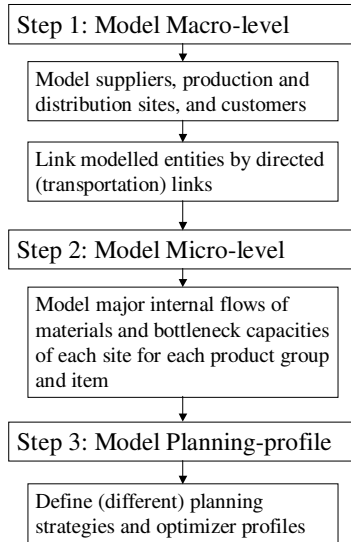 Step 1: Model Macro-level
Model suppliers, production and
distribution sites, and customers
Link modelled entities by directed
(transportation) links
Step 2: Model Micro-level
Model major internal flows of
materials and bottleneck capacities
of each site for each product group
and item
Step 3: Model Planning-profile
Define (different) planning
strategies and optimizer profiles